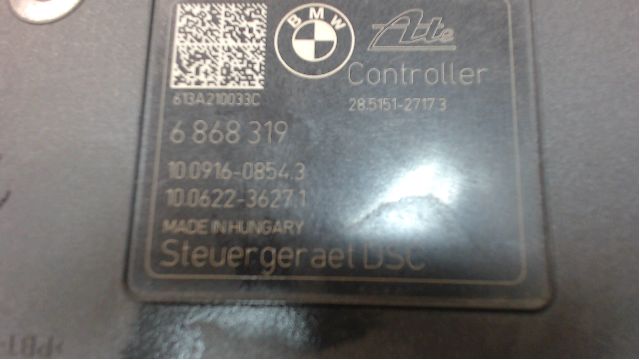 BMW Ate
Controller
613A210033C 28.5151-2717.3
6 868 319
10.0916-0854.3
10.0622-3627.1
MADE IN HUNGARY
Steuergeraet DSC